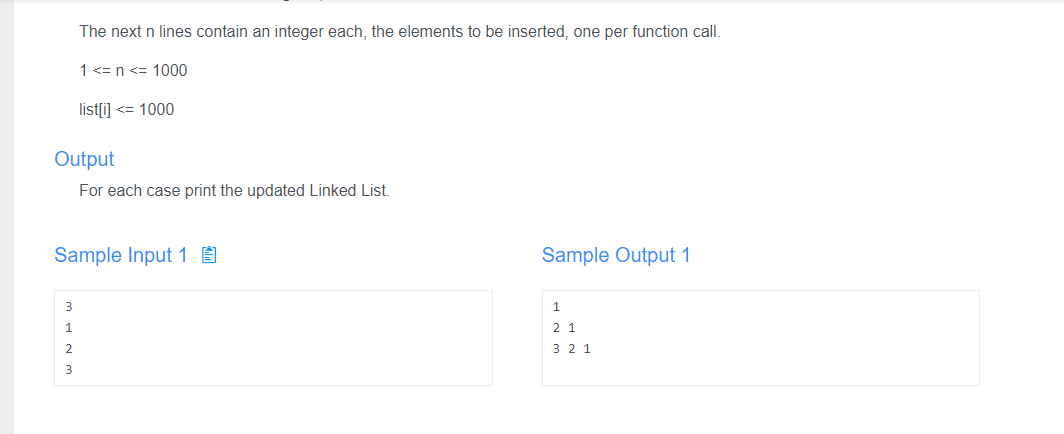 The next n lines contain an integer each, the elements to be inserted, one per function call.
1 <= n <= 1000
list[i] <= 1000
Output
For each case print the updated Linked List.
Sample Input 1
3
1
2
3
Sample Output 1
1
2 1
3 2 1